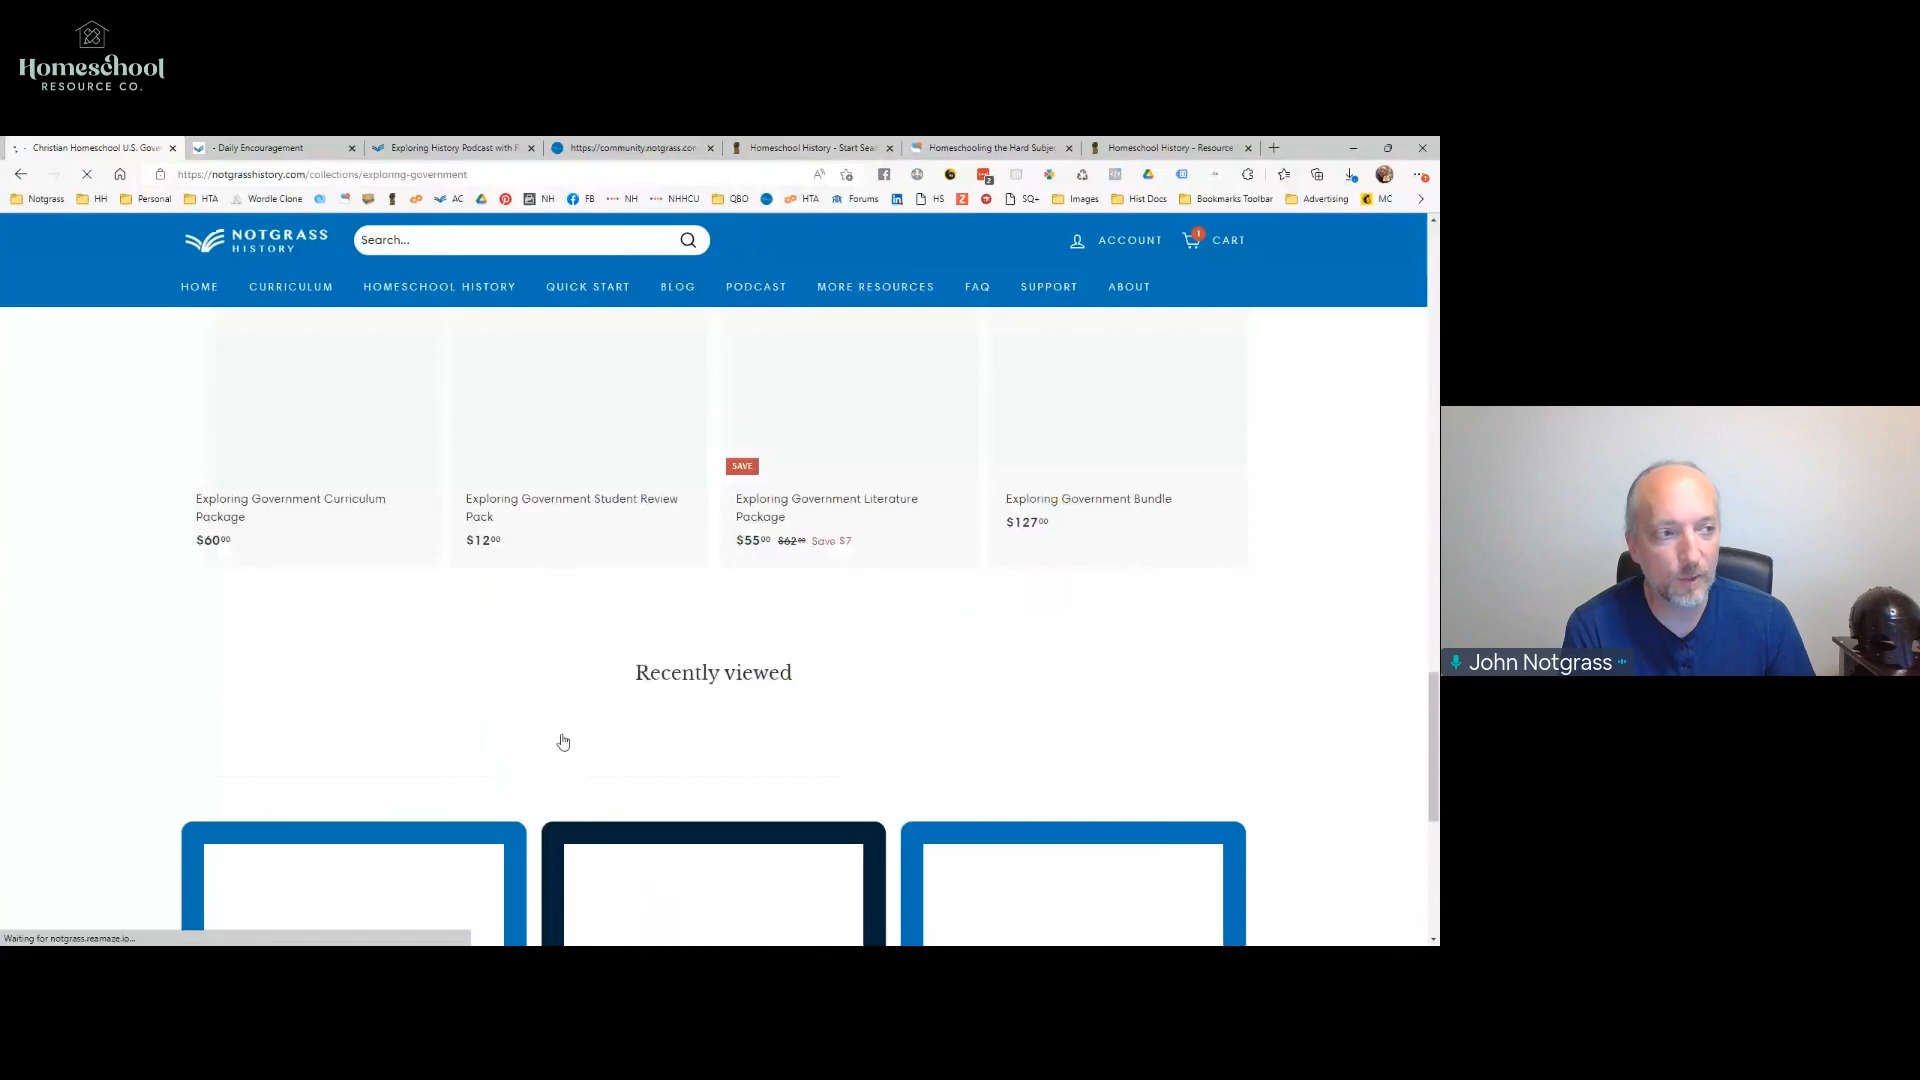 Homeschool
RESOURCE CO.
Christian Homeschool U.S. Gove
- Daily Encouragement
Exploring History Podcast with R
https://community.notgrass.com
Homeschool History - Start Sear
Homeschooling the Hard Subjec
Homeschool History - Resource
https://notgrasshistory.com/collections/exploring-government
Notgrass
HH
Personal
HTA
Wordle Clone
AC
NH
FB
NH
NHHCU
QBO
HTA
Forums
HS
SQ+
Images
Hist Docs
Bookmarks Toolbar
Advertising
MC
NOTGRASS
HISTORY
Search...
ACCOUNT
1
CART
HOME CURRICULUM HOMESCHOOL HISTORY QUICK START BLOG PODCAST MORE RESOURCES FAQ SUPPORT ABOUT
SAVE
Exploring Government Curriculum
Package
$60.00
Exploring Government Student Review
Pack
$12.00
Exploring Government Literature
Package
$55.00 $62.00 Save $7
Exploring Government Bundle
$127.00
John Notgrass
Recently viewed
Waiting for notgrass.reamaze.io...